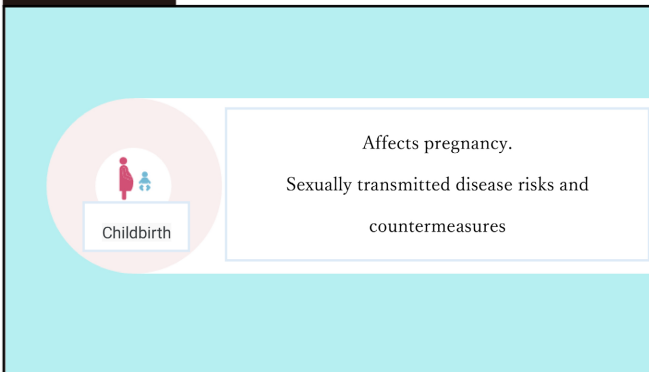 Childbirth
Affects pregnancy.
Sexually transmitted disease risks and
countermeasures